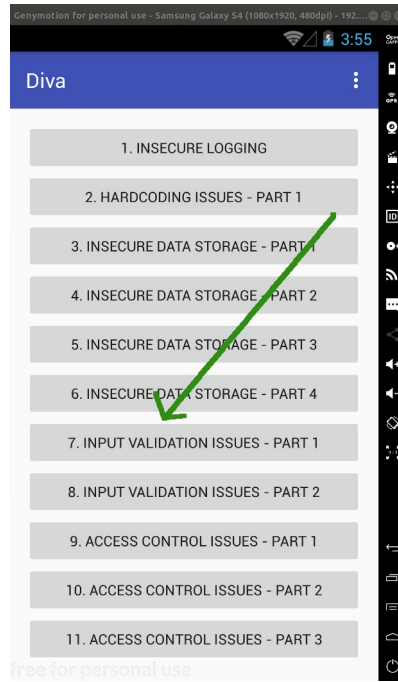 Genymotion for personal use - Samsung Galaxy S4 (1080x1920, 480dpi) - 192....
3:55
Diva
1. INSECURE LOGGING
2. HARDCODING ISSUES - PART 1
3. INSECURE DATA STORAGE - PART 1
4. INSECURE DATA STORAGE - PART 2
5. INSECURE DATA STORAGE - PART 3
6. INSECURE DATA STORAGE - PART 4
7. INPUT VALIDATION ISSUES - PART 1
8. INPUT VALIDATION ISSUES - PART 2
9. ACCESS CONTROL ISSUES - PART 1
10. ACCESS CONTROL ISSUES - PART 2
11. ACCESS CONTROL ISSUES - PART 3
free for personal use
GPS
ID
1:1